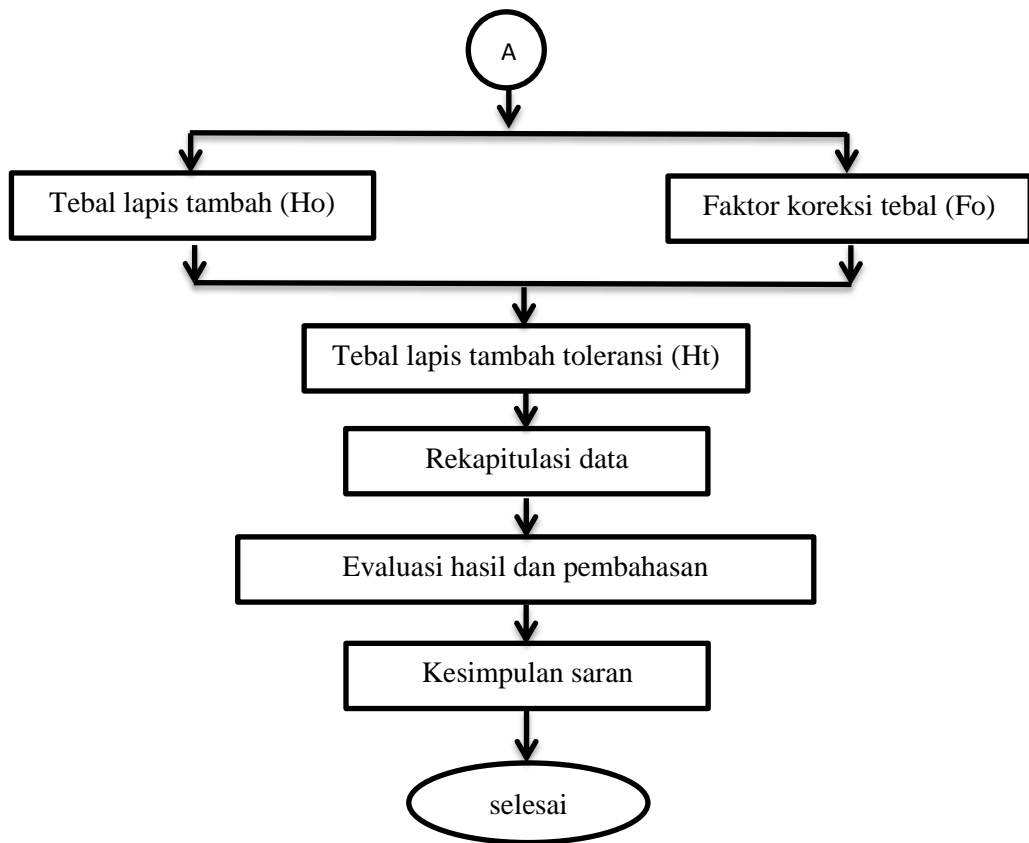 A
Tebal lapis tambah (Ho)
Faktor koreksi tebal (Fo)
Tebal lapis tambah toleransi (Ht)
Rekapitulasi data
Evaluasi hasil dan pembahasan
Kesimpulan saran
selesai